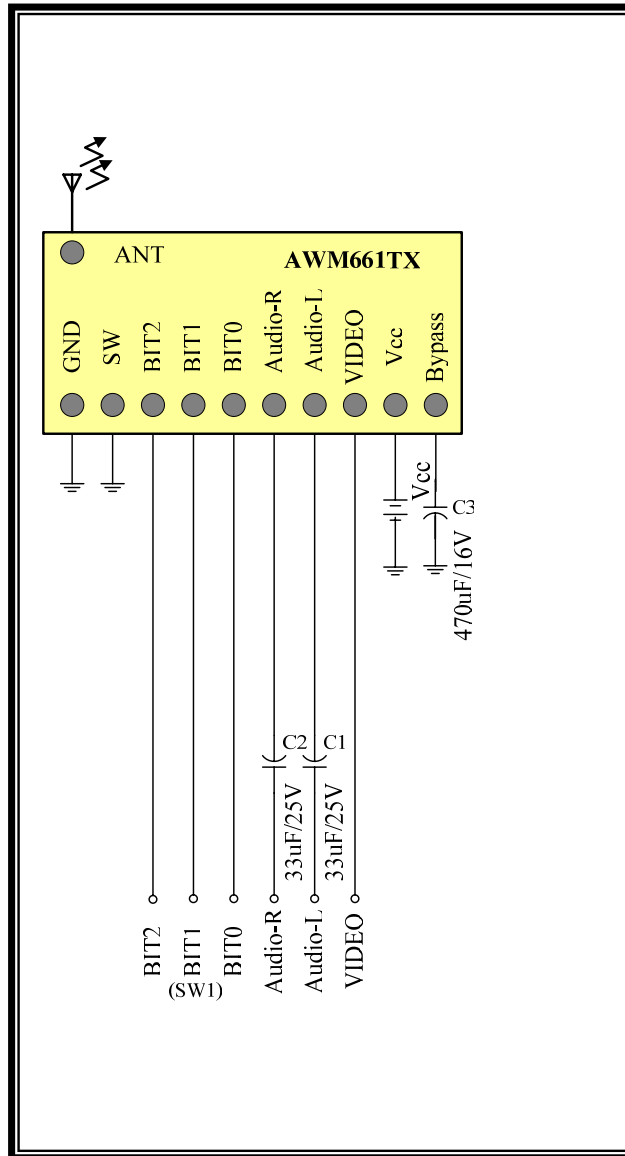 ANT
AWM661TX
GND
SW
BIT2
BIT1
BIT0
Audio-R
Audio-L
VIDEO
Vcc
Bypass
Vcc
C3
470uF/16V
C2
C1
33uF/25V
33uF/25V
BIT2
BIT1
(SW1)
BIT0
Audio-R
Audio-L
VIDEO